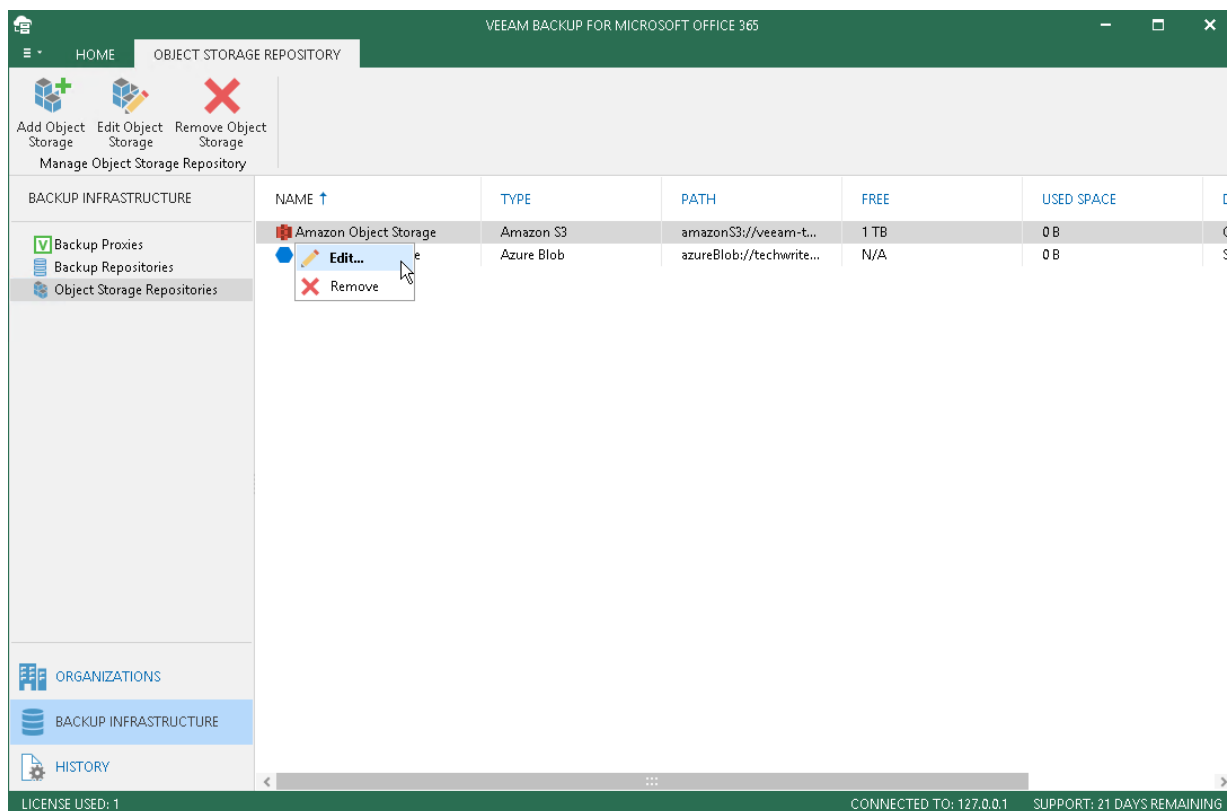 VEEAM BACKUP FOR MICROSOFT OFFICE 365
HOME OBJECT STORAGE REPOSITORY
Add Object Storage
Edit Object Storage
Remove Object Storage
Manage Object Storage Repository
BACKUP INFRASTRUCTURE
Backup Proxies
Backup Repositories
Object Storage Repositories
NAME TYPE PATH FREE USED SPACE
Amazon Object Storage Amazon S3 amazonS3://veeam-t... 1 TB 0 B
Azure Blob azureBlob://techwrite... N/A 0 B
Edit...
Remove
ORGANIZATIONS
BACKUP INFRASTRUCTURE
HISTORY
LICENSE USED: 1 CONNECTED TO: 127.0.0.1 SUPPORT: 21 DAYS REMAINING